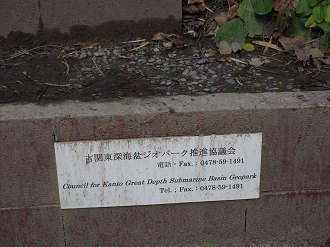 古関東深海盆ジオパーク推進協議会
電話・Fax.：0478-59-1491
Council for Kanto Great Depth Submarine Basin Geopark
Tel.：Fax.：0478-59-1491